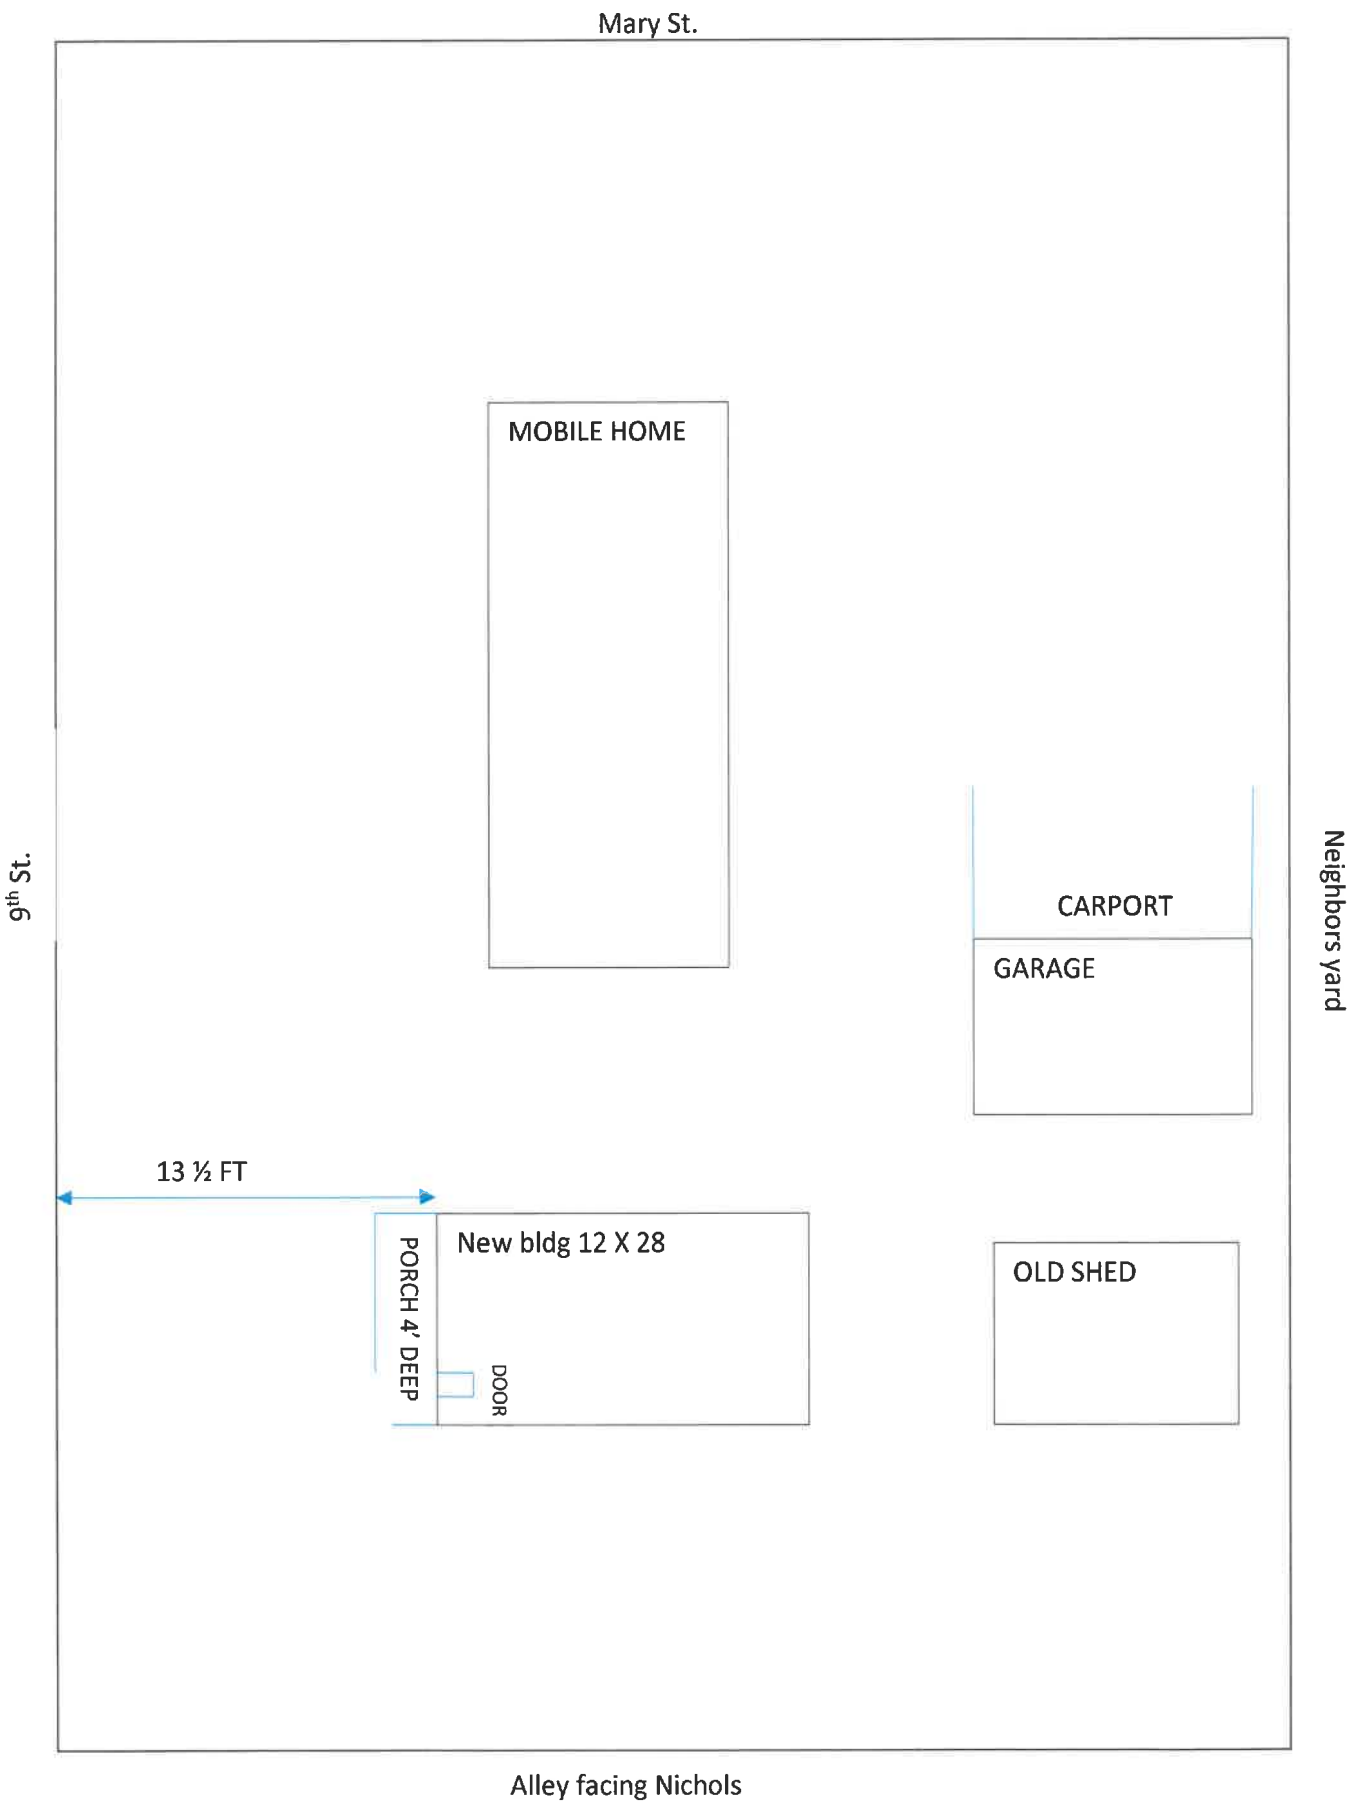 Mary St.
MOBILE HOME
9th St.
CARPORT
GARAGE
Neighbors yard
13 ½ FT
New bldg 12 X 28
PORCH 4' DEEP
DOOR
OLD SHED
Alley facing Nichols